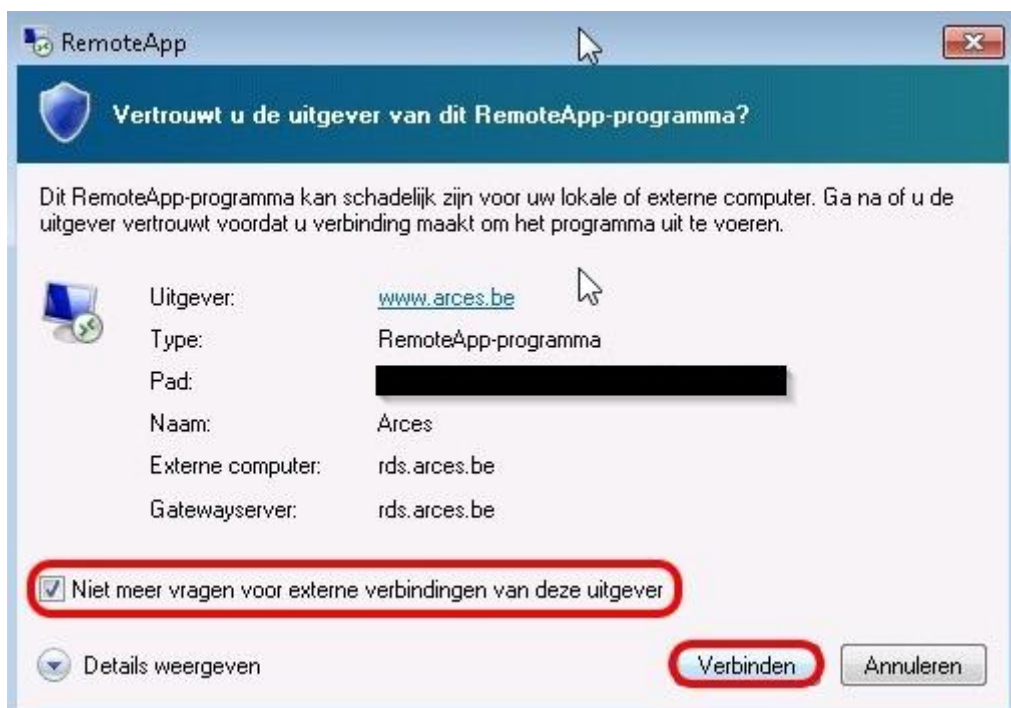 RemoteApp
Vertrouwt u de uitgever van dit RemoteApp-programma?
Dit RemoteApp-programma kan schadelijk zijn voor uw lokale of externe computer. Ga na of u de
uitgever vertrouwt voordat u verbinding maakt om het programma uit te voeren.
Uitgever: www.arces.be
Type: RemoteApp-programma
Pad:
Naam: Arces
Externe computer: rds.arces.be
Gatewayserver: rds.arces.be
Niet meer vragen voor externe verbindingen van deze uitgever
Details weergeven Verbinden Annuleren